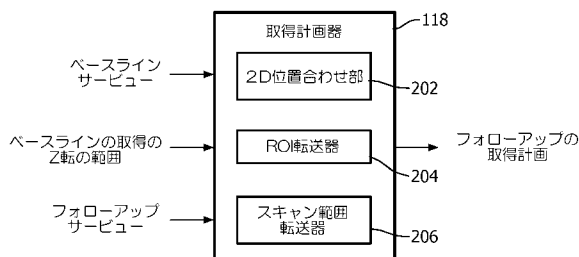 取得計画器
118
ベースライン
サービュー
2D位置合わせ部
202
ベースラインの取得の
Z転の範囲
ROI転送器
204
フォローアップの
取得計画
フォローアップ
サービュー
スキャン範囲
転送器
206